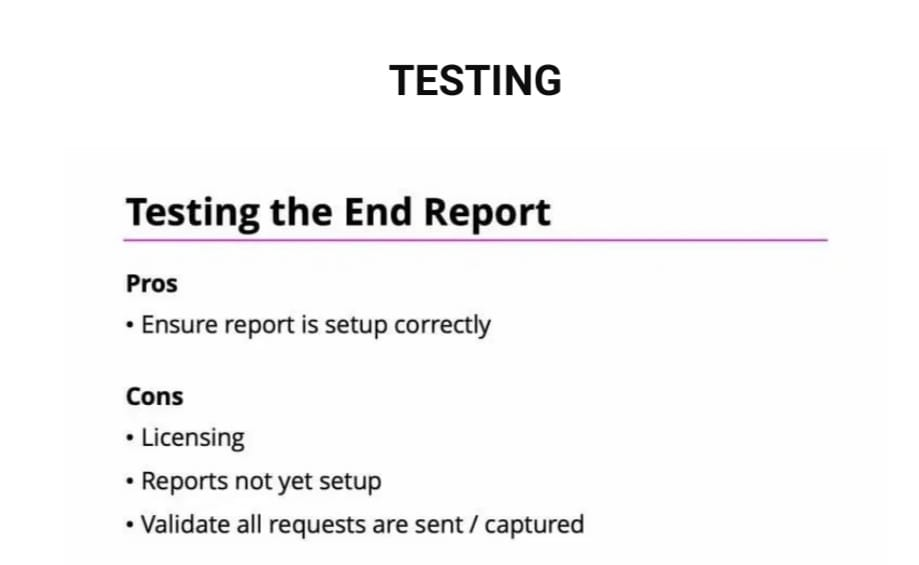 TESTING
Testing the End Report
Pros
• Ensure report is setup correctly
Cons
• Licensing
• Reports not yet setup
• Validate all requests are sent / captured